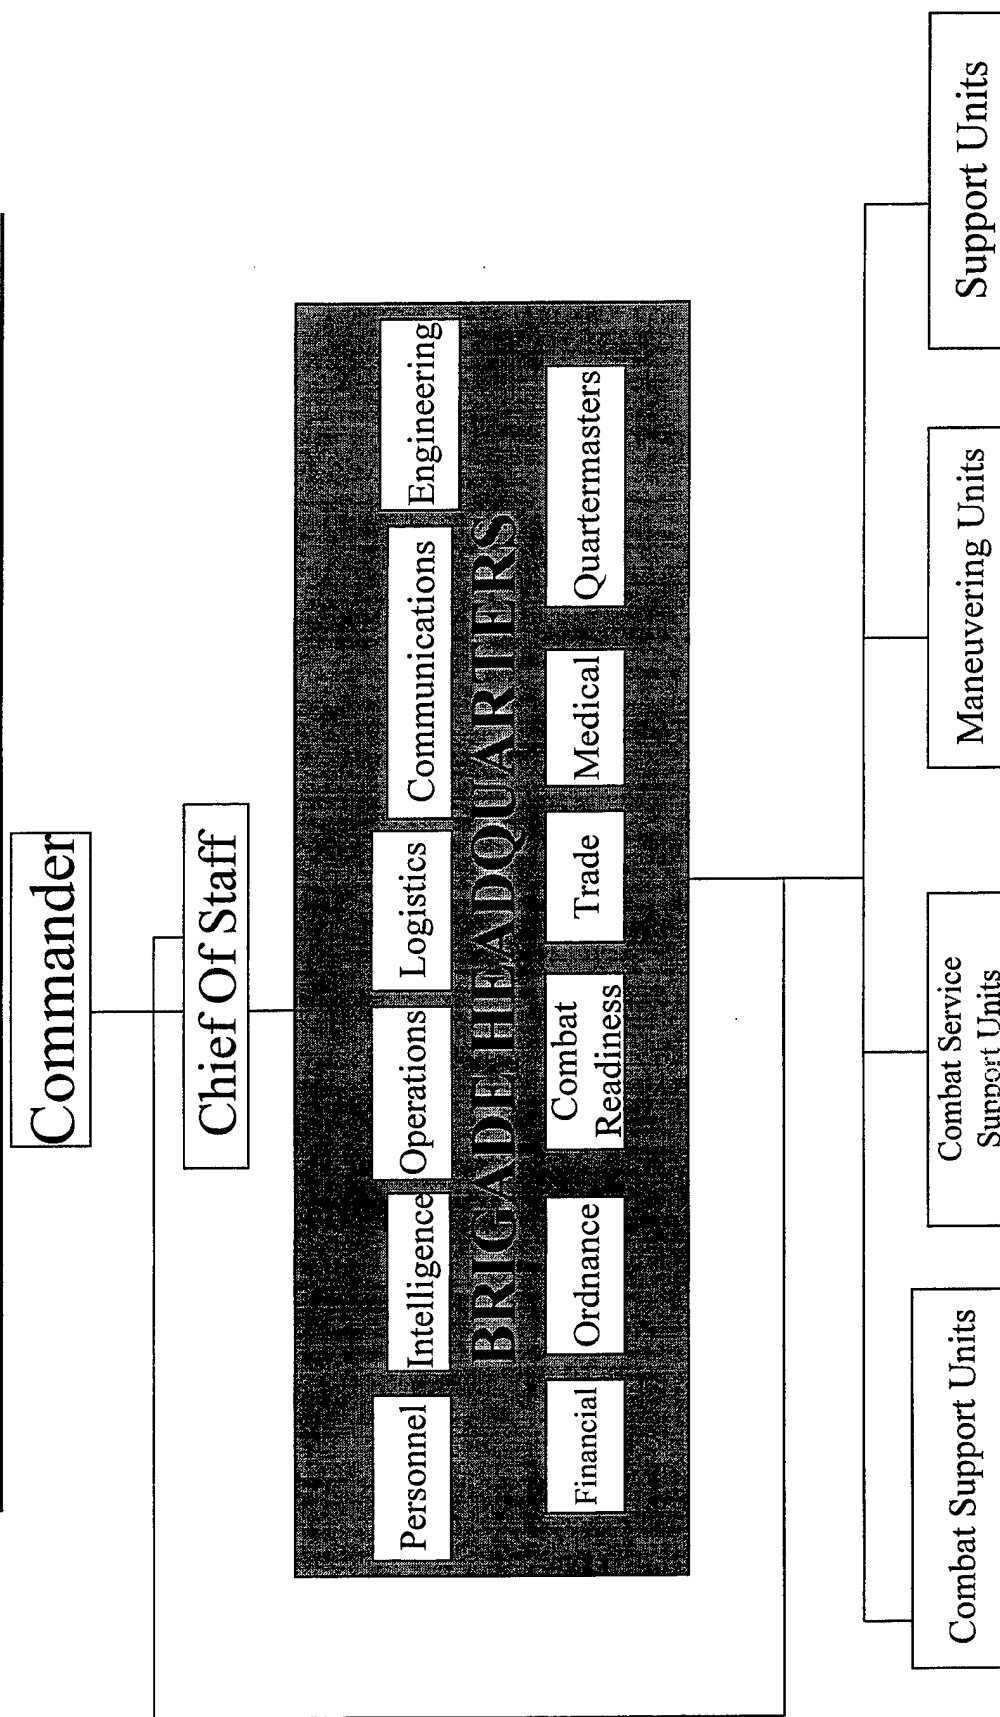 Commander
Chief Of Staff
Personnel
Intelligence
Operations
Logistics
Communications
Engineering
BRIGADE HEADQUARTERS
Financial
Ordnance
Combat
Readiness
Trade
Medical
Quartermasters
Combat Support Units
Combat Service
Support Units
Maneuvering Units
Support Units